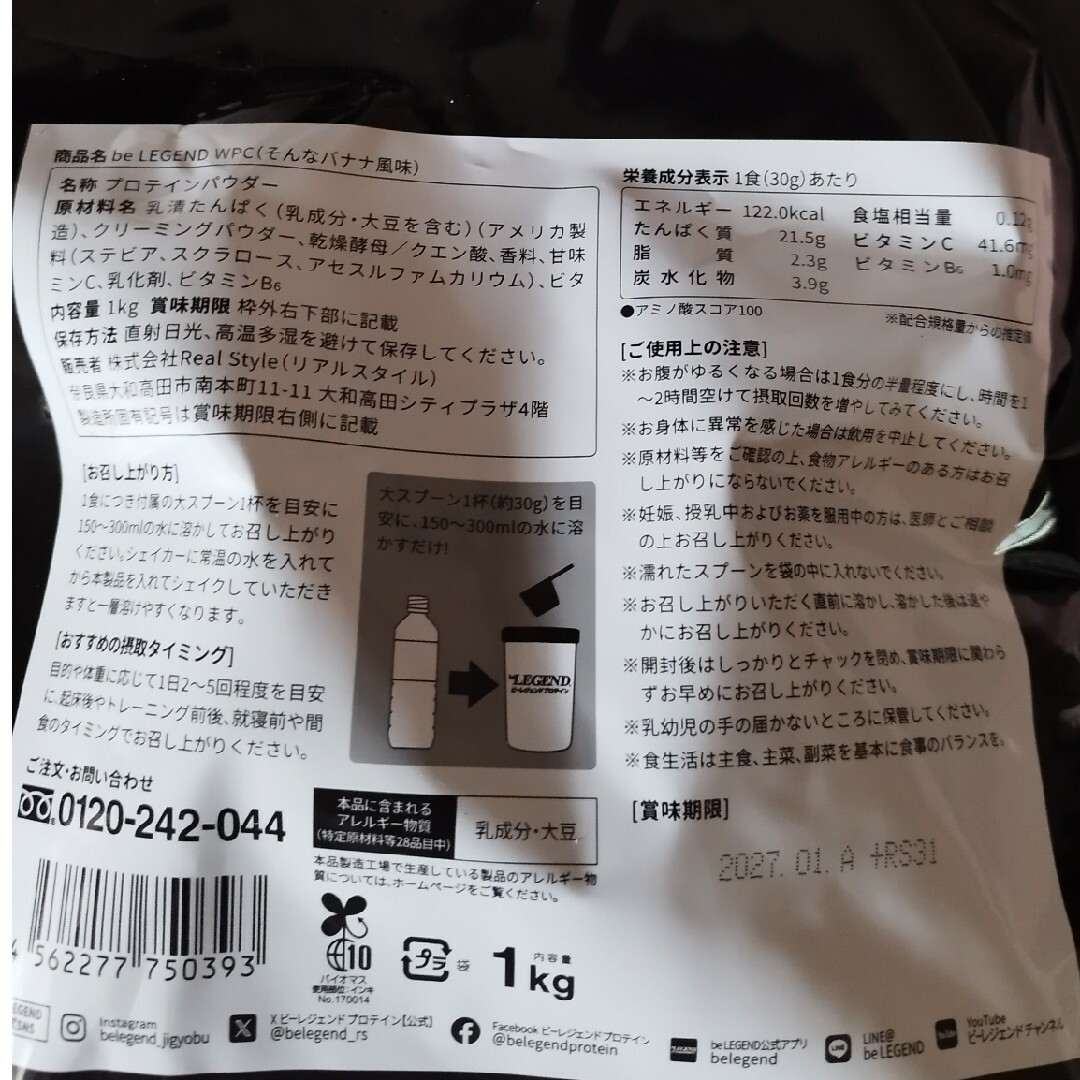 商品名 be LEGEND WPC(そんなバナナ風味)
名称 プロテインパウダー
原材料名 乳清たんぱく(乳成分・大豆を含む)(アメリカ製
造)、クリーミングパウダー、乾燥酵母/クエン酸、香料、甘味
料(ステビア、スクラロース、アセスルファムカリウム)、ビタ
ミンC、乳化剤、ビタミンB6
内容量 1kg 賞味期限 枠外右下部に記載
保存方法 直射日光、高温多湿を避けて保存してください。
販売者 株式会社Real Style(リアルスタイル)
奈良県大和高田市南本町11-11 大和高田シティプラザ4階
製造所固有記号は賞味期限右側に記載
[お召し上がり方]
1食につき付属の大スプーン1杯を目安に
150〜300mlの水に溶かしてお召し上がり
ください。シェイカーに常温の水を入れて
から本製品を入れてシェイクしていただき
ますと一層溶けやすくなります。
[おすすめの摂取タイミング]
目的や体重に応じて1日2〜5回程度を目安
に、起床後やトレーニング前後、就寝前や間
食のタイミングでお召し上がりください。
大スプーン1杯(約30g)を目
安に、150〜300mlの水に溶
かすだけ!
be LEGEND
ビーレジェンドプロテイン
ご注文・お問い合わせ
0120-242-044
本品に含まれる
アレルギー物質
(特定原材料等28品目中)
乳成分・大豆
本品製造工場で生産している製品のアレルギー物
質については、ホームページをご覧ください。
4 562277 750393
10
バイオマス
使用部位:インキ
No.170014
プラ 袋
内容量
1kg
栄養成分表示 1食(30g)あたり
エネルギー 122.0kcal 食塩相当量 0.12g
たんぱく質 21.5g ビタミンC 41.6mg
脂質 2.3g ビタミンB6 1.0mg
炭水化物 3.9g
●アミノ酸スコア100
※配合規格量からの推定値
[ご使用上の注意]
※お腹がゆるくなる場合は1食分の半量程度にし、時間を1
〜2時間空けて摂取回数を増やしてみてください。
※お身体に異常を感じた場合は飲用を中止してください。
※原材料等をご確認の上、食物アレルギーのある方はお召
し上がりにならないでください。
※妊娠、授乳中およびお薬を服用中の方は、医師とご相談
の上お召し上がりください。
※濡れたスプーンを袋の中に入れないでください。
※お召し上がりいただく直前に溶かし、溶かした後は速や
かにお召し上がりください。
※開封後はしっかりとチャックを閉め、賞味期限に関わら
ずお早めにお召し上がりください。
※乳幼児の手の届かないところに保管してください。
※食生活は主食、主菜、副菜を基本に食事のバランスを。
[賞味期限]
2027. 01. A +RS31
Instagram
belegend_jigyobu
X ビーレジェンド プロテイン【公式】
@belegend_rs
Facebook ビーレジェンドプロテイン
@belegendprotein
be LEGEND公式アプリ
belegend
LINE@
be LEGEND
YouTube
ビーレジェンド チャンネル